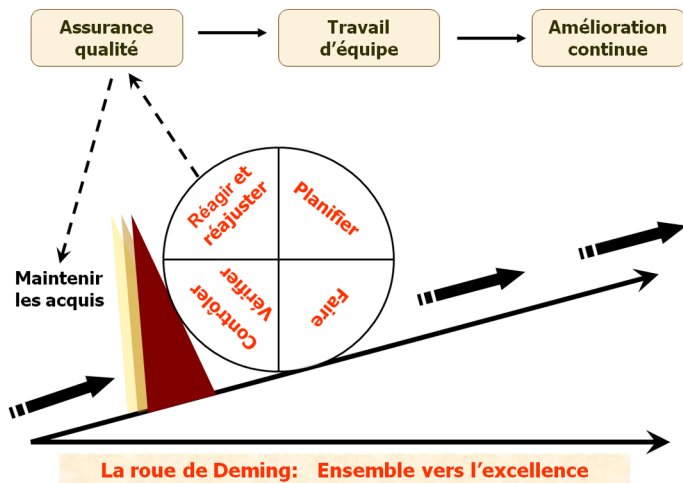 Assurance
qualité
Travail
d'équipe
Amélioration
continue
Réagir et
réajuster
Planifier
Maintenir
les acquis
Contrôler
Vérifier
Faire
La roue de Deming: Ensemble vers l'excellence